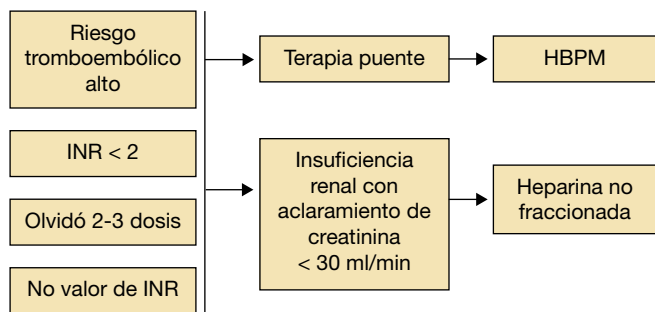 Riesgo
tromboembólico
alto
Terapia puente
HBPM
INR < 2
Olvidó 2-3 dosis
No valor de INR
Insuficiencia
renal con
aclaramiento de
creatinina
< 30 ml/min
Heparina no
fraccionada